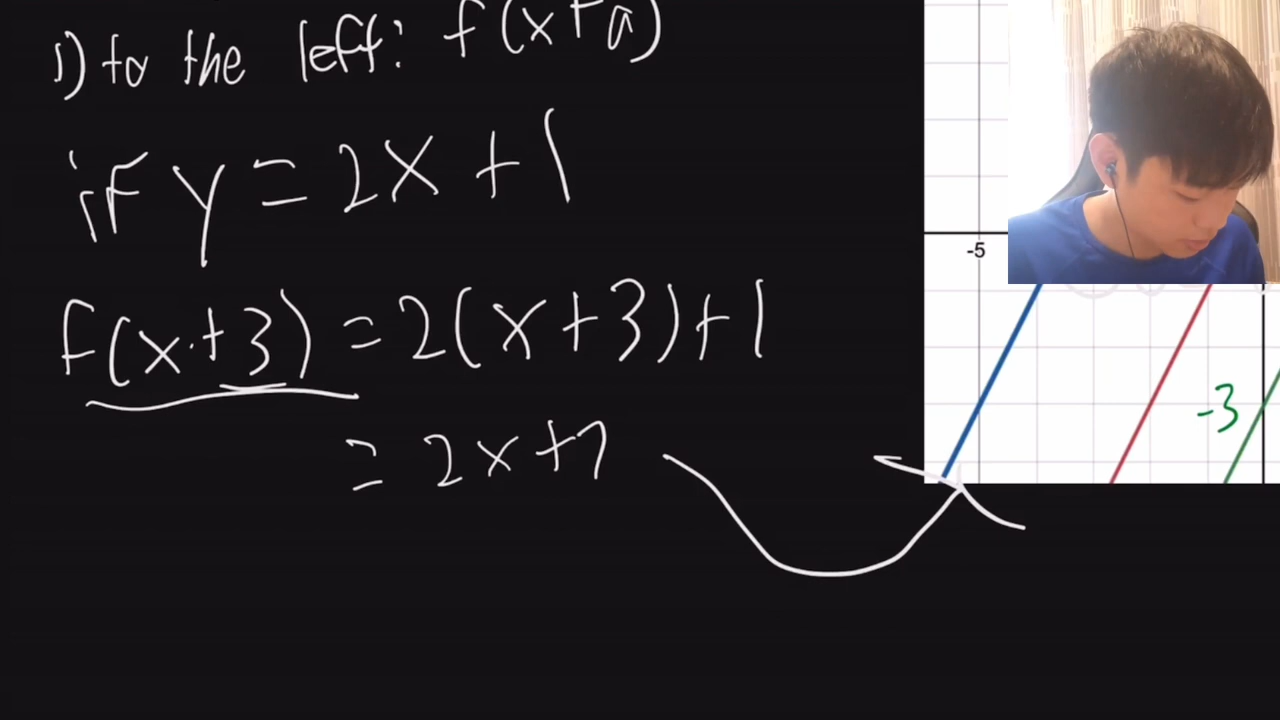 1) to the left: f(x+a)
if y = 2x + 1
f(x+3) = 2(x+3)+1
= 2x+7
-5
-3